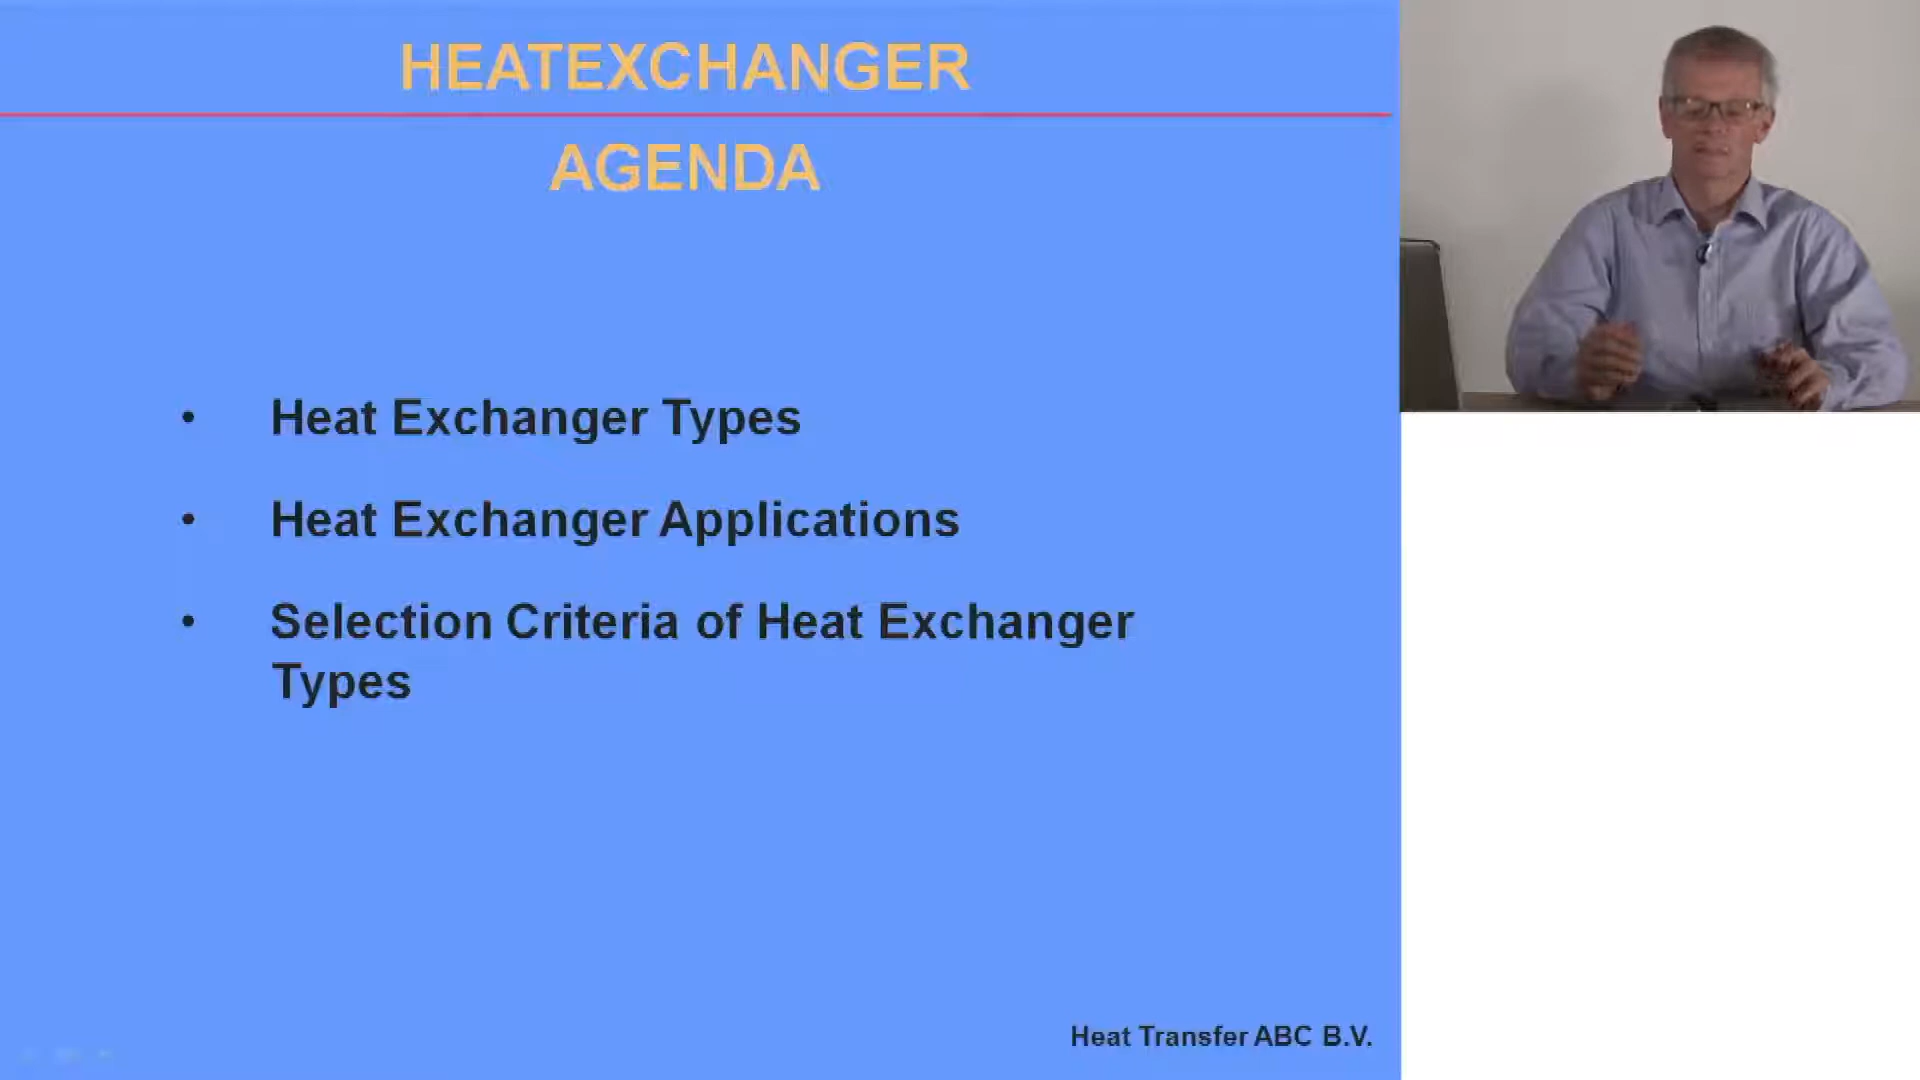 HEATEXCHANGER
AGENDA
• Heat Exchanger Types
• Heat Exchanger Applications
• Selection Criteria of Heat Exchanger
Types
Heat Transfer ABC B.V.